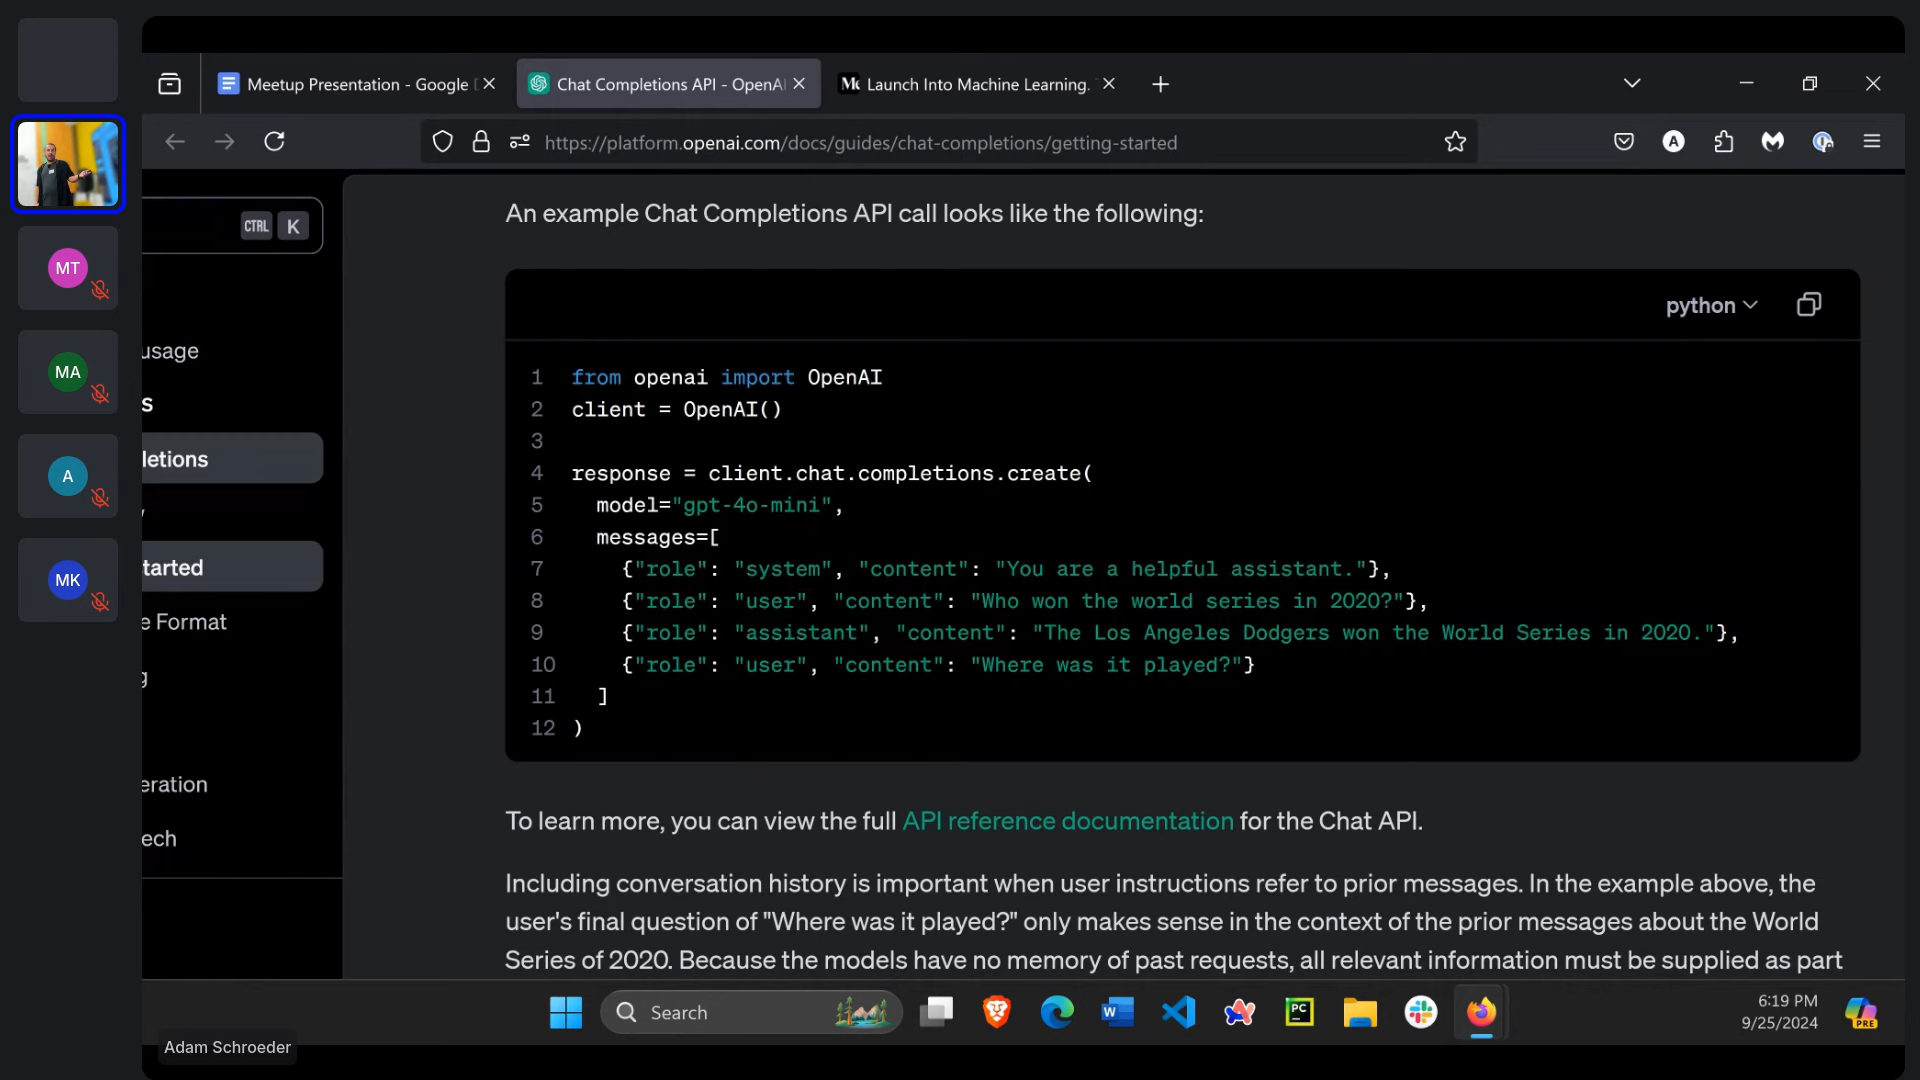 Meetup Presentation - Google
Chat Completions API - OpenAI
Launch Into Machine Learning.
https://platform.openai.com/docs/guides/chat-completions/getting-started
A
CTRL K
usage
s
letions
y
tarted
e Format
g
eration
ech
MT
MA
A
MK
An example Chat Completions API call looks like the following:
python
1 from openai import OpenAI
2 client = OpenAI()
3
4 response = client.chat.completions.create(
5 model="gpt-4o-mini",
6 messages=[
7 {"role": "system", "content": "You are a helpful assistant."},
8 {"role": "user", "content": "Who won the world series in 2020?"},
9 {"role": "assistant", "content": "The Los Angeles Dodgers won the World Series in 2020."},
10 {"role": "user", "content": "Where was it played?"}
11 ]
12 )
To learn more, you can view the full API reference documentation for the Chat API.
Including conversation history is important when user instructions refer to prior messages. In the example above, the
user's final question of "Where was it played?" only makes sense in the context of the prior messages about the World
Series of 2020. Because the models have no memory of past requests, all relevant information must be supplied as part
Search
W
PC
6:19 PM
9/25/2024
PRE
Adam Schroeder